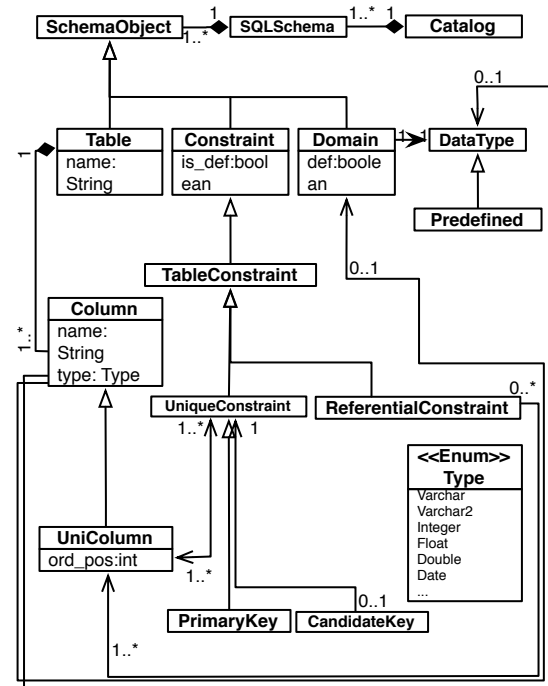 SchemaObject
1
1..*
SQLSchema
1..*
1
Catalog
0..1
Table
name:
String
Constraint
is_def:bool
ean
Domain
def:boole
an
1
1
DataType
Predefined
1
1..*
TableConstraint
0..1
Column
name:
String
type: Type
UniqueConstraint
ReferentialConstraint
0..*
1..*
1
<<Enum>>
Type
Varchar
Varchar2
Integer
Float
Double
Date
...
UniColumn
ord_pos:int
1..*
0..1
PrimaryKey
CandidateKey
1..*